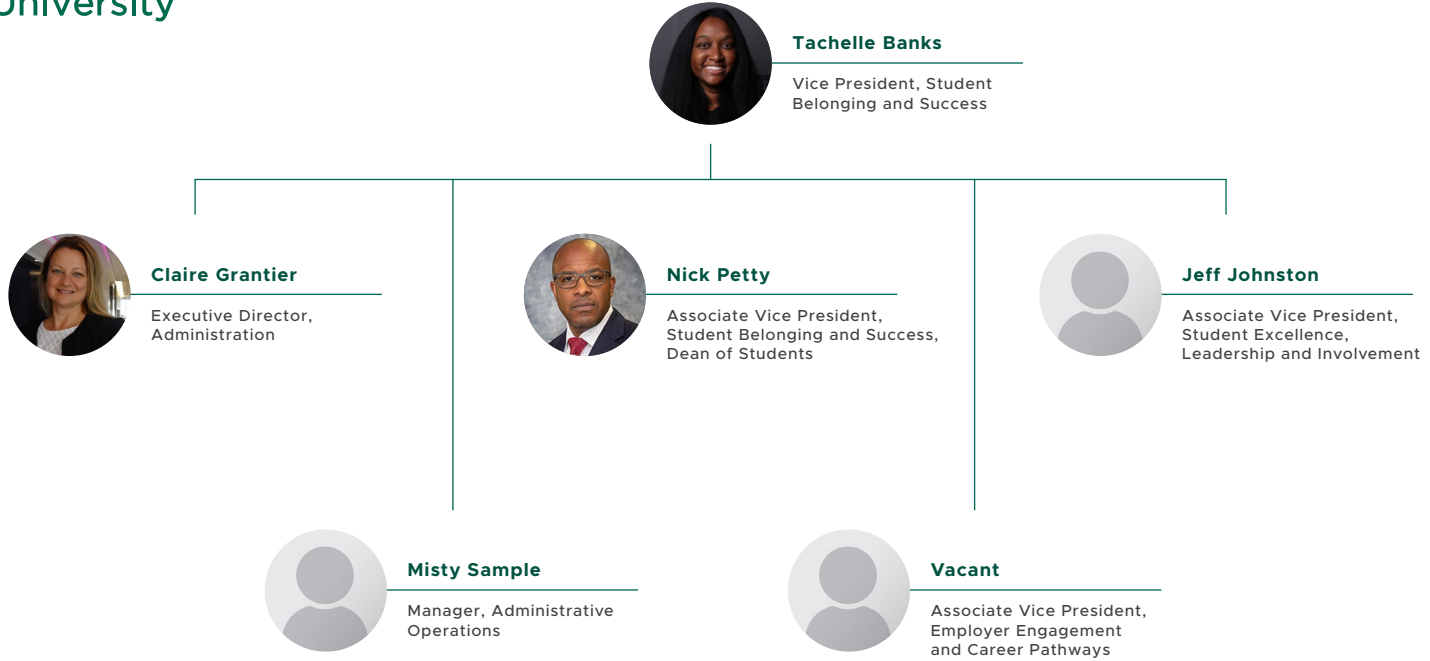 University
Tachelle Banks
Vice President, Student
Belonging and Success
Claire Grantier
Executive Director,
Administration
Nick Petty
Associate Vice President,
Student Belonging and Success,
Dean of Students
Jeff Johnston
Associate Vice President,
Student Excellence,
Leadership and Involvement
Misty Sample
Manager, Administrative
Operations
Vacant
Associate Vice President,
Employer Engagement
and Career Pathways